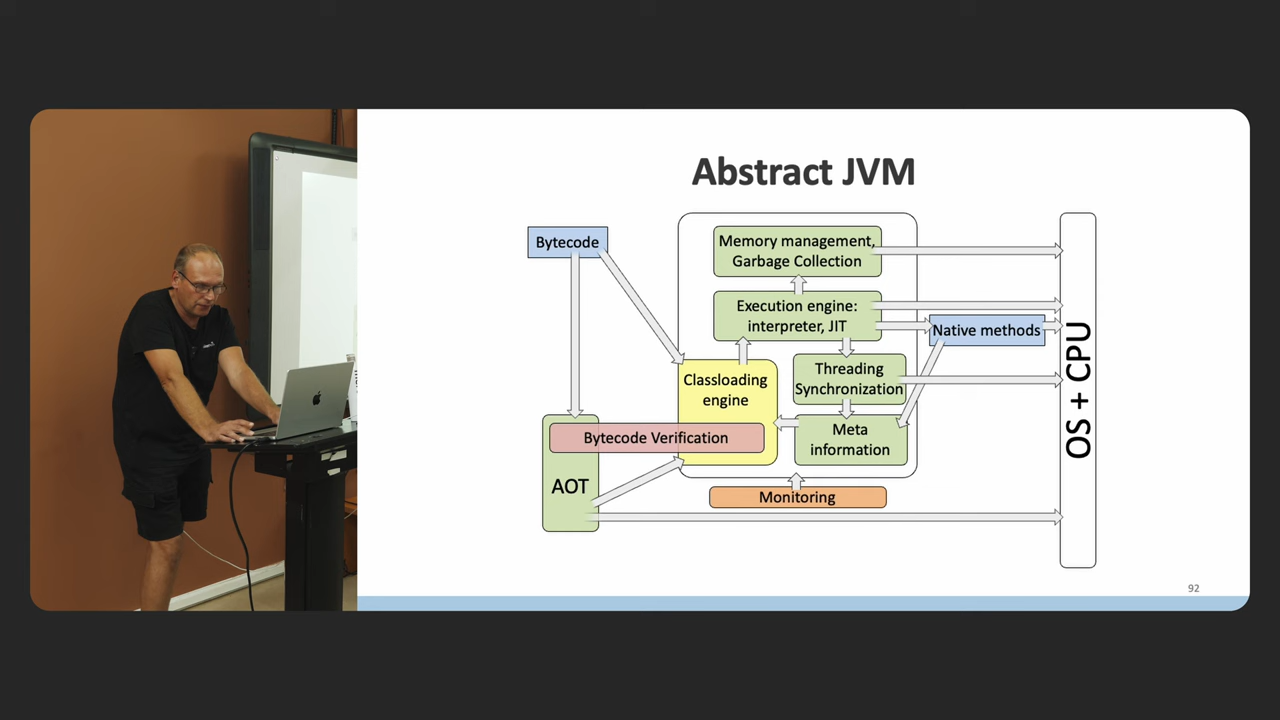 Abstract JVM
Bytecode
Memory management,
Garbage Collection
Execution engine:
interpreter, JIT
Native methods
Threading
Synchronization
Classloading
engine
Bytecode Verification
Meta
information
AOT
Monitoring
OS + CPU
92